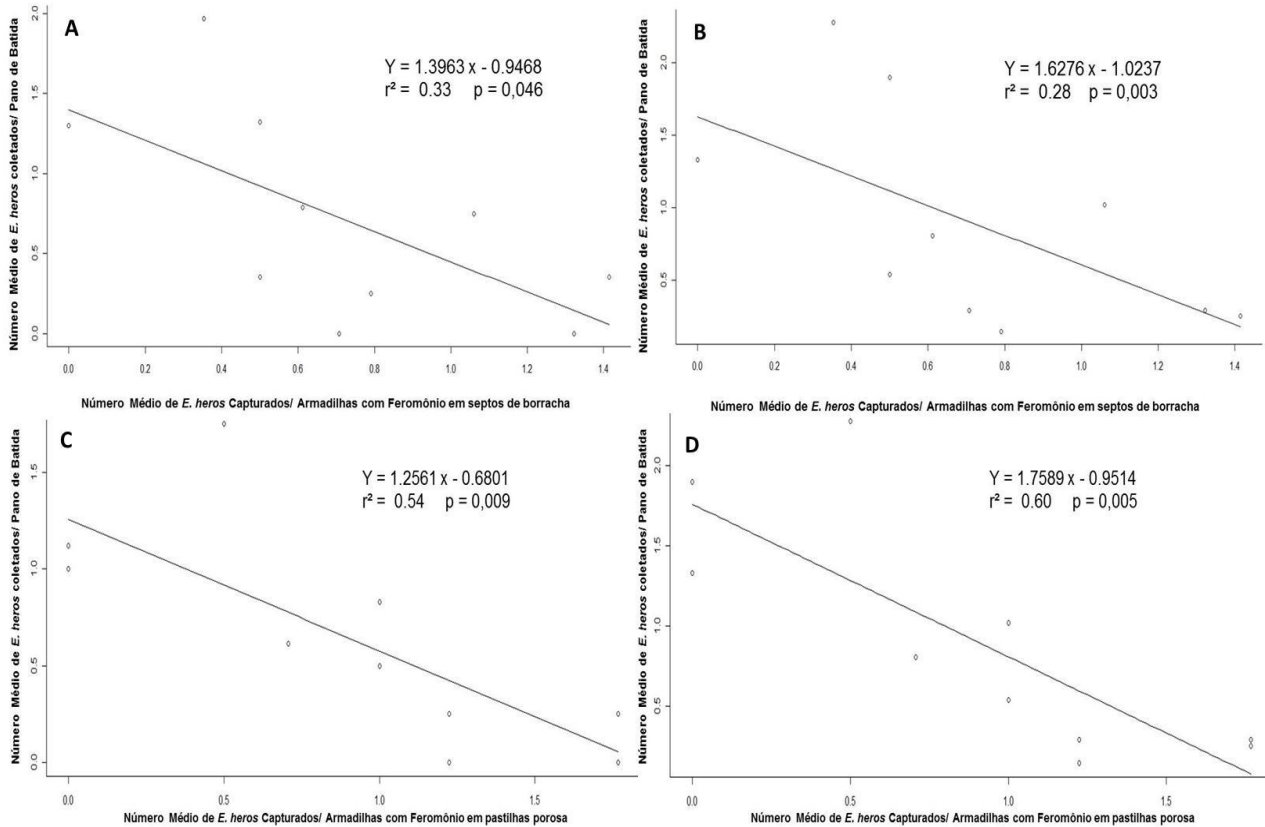 A
Y = 1.3963 x - 0.9468
r² = 0.33 p = 0,046
Número Médio de E. heros coletados/ Pano de Batida
2.0
1.5
1.0
0.5
0.0
0.0 0.2 0.4 0.6 0.8 1.0 1.2 1.4
Número Médio de E. heros Capturados/ Armadilhas com Feromônio em septos de borracha
B
Y = 1.6276 x - 1.0237
r² = 0.28 p = 0,003
Número Médio de E. heros coletados/ Pano de Batida
2.0
1.5
1.0
0.5
0.0 0.2 0.4 0.6 0.8 1.0 1.2 1.4
Número Médio de E. heros Capturados/ Armadilhas com Feromônio em septos de borracha
C
Y = 1.2561 x - 0.6801
r² = 0.54 p = 0,009
Número Médio de E. heros coletados/ Pano de Batida
1.5
1.0
0.5
0.0
0.0 0.5 1.0 1.5
Número Médio de E. heros Capturados/ Armadilhas com Feromônio em pastilhas porosa
D
Y = 1.7589 x - 0.9514
r² = 0.60 p = 0,005
Número Médio de E. heros coletados/ Pano de Batida
2.0
1.5
1.0
0.5
0.0 0.5 1.0 1.5
Número Médio de E. heros Capturados/ Armadilhas com Feromônio em pastilhas porosa